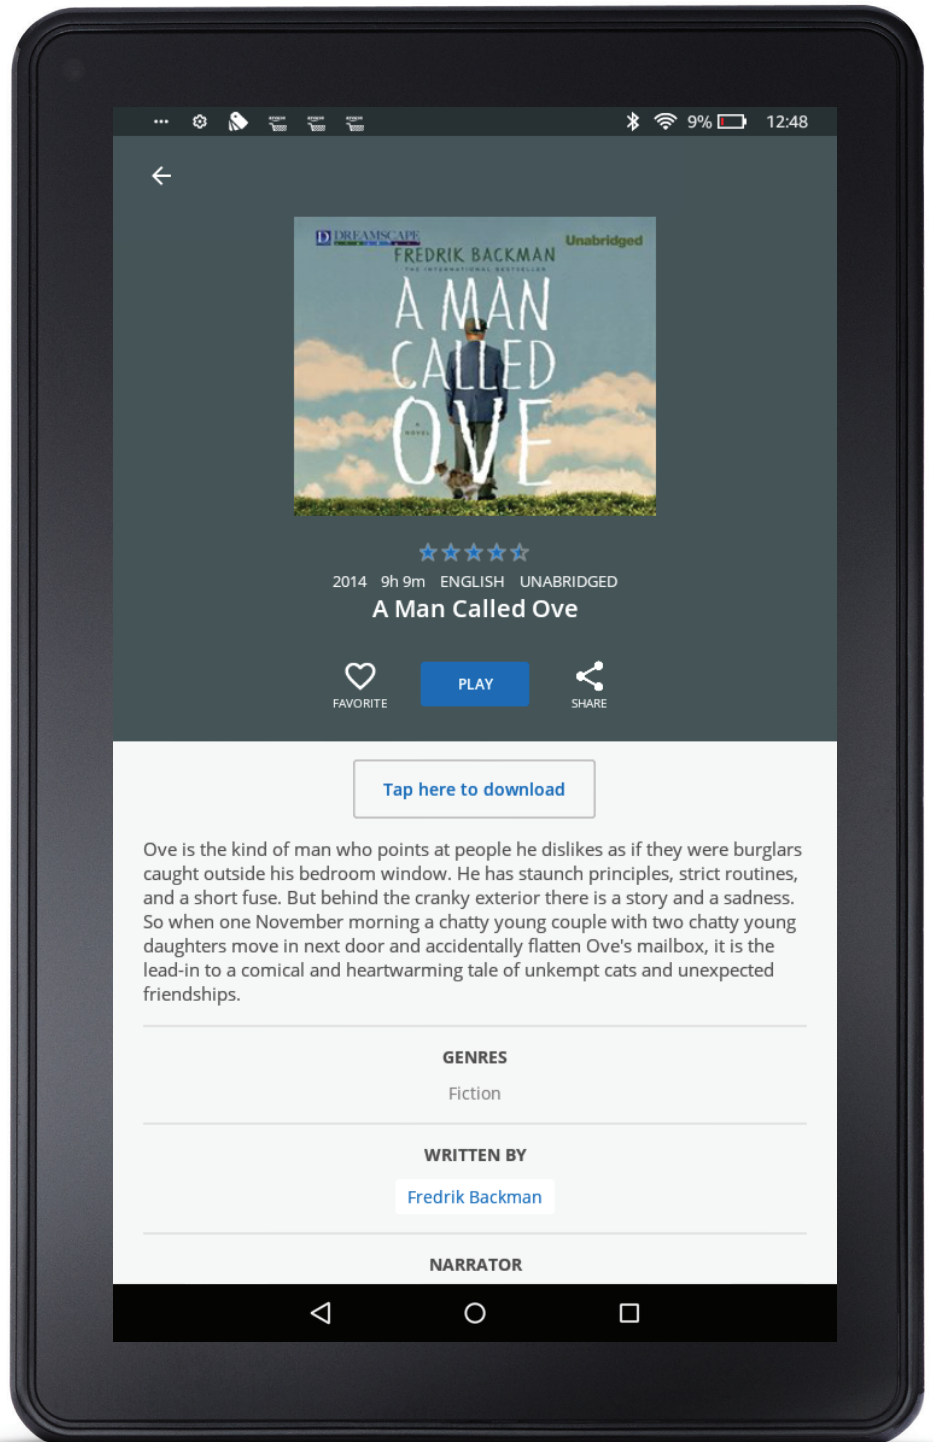 9% 12:48
DREAMSCAPE
Unabridged
FREDRIK BACKMAN
THE INTERNATIONAL BESTSELLER
A MAN
CALLED
OVE
A
NOVEL
2014 9h 9m ENGLISH UNABRIDGED
A Man Called Ove
FAVORITE
PLAY
SHARE
Tap here to download
Ove is the kind of man who points at people he dislikes as if they were burglars
caught outside his bedroom window. He has staunch principles, strict routines,
and a short fuse. But behind the cranky exterior there is a story and a sadness.
So when one November morning a chatty young couple with two chatty young
daughters move in next door and accidentally flatten Ove's mailbox, it is the
lead-in to a comical and heartwarming tale of unkempt cats and unexpected
friendships.
GENRES
Fiction
WRITTEN BY
Fredrik Backman
NARRATOR